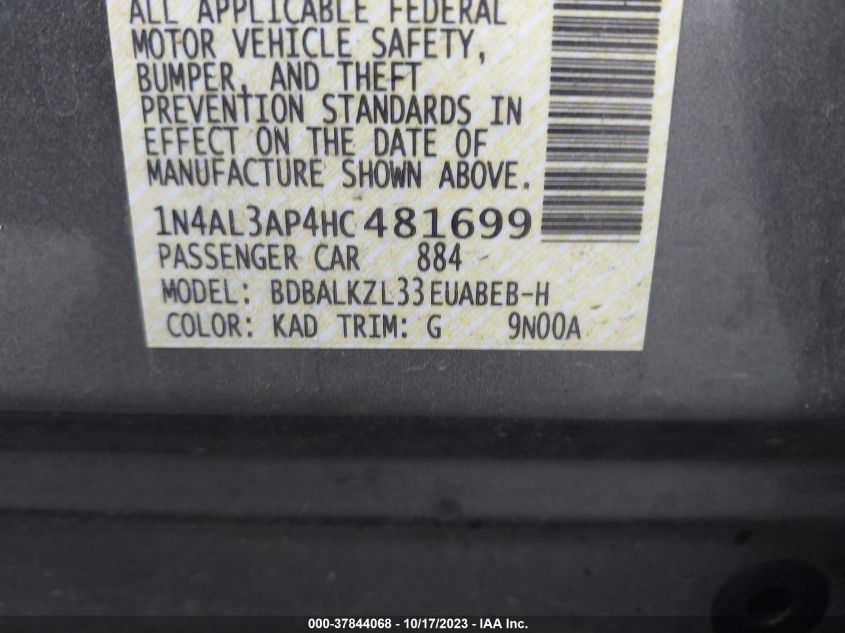 ALL APPLICABLE FEDERAL
MOTOR VEHICLE SAFETY,
BUMPER, AND THEFT
PREVENTION STANDARDS IN
EFFECT ON THE DATE OF
MANUFACTURE SHOWN ABOVE.
1N4AL3AP4HC481699
PASSENGER CAR 884
MODEL: BDBALKZL33EUABEB-H
COLOR: KAD TRIM: G 9N00A
000-37844068 - 10/17/2023 - IAA Inc.